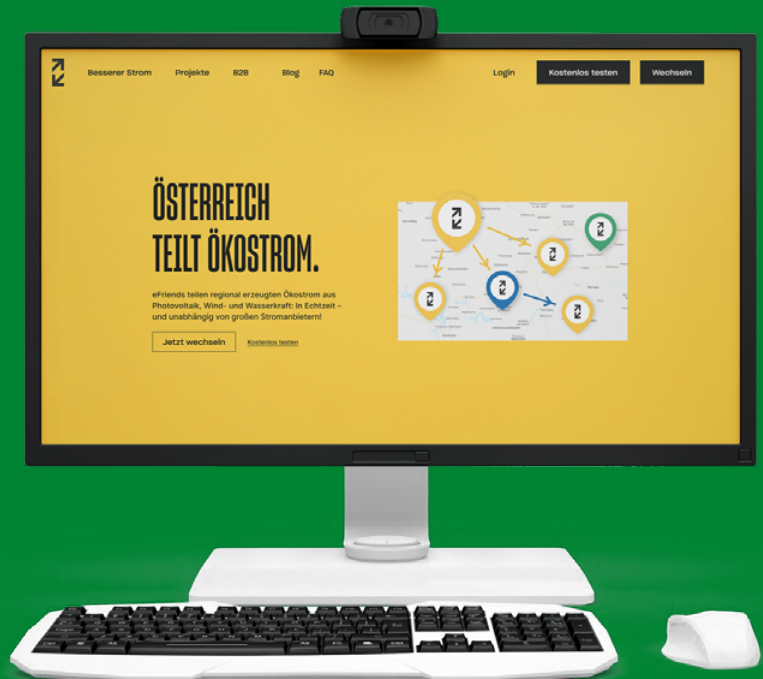 Besserer Strom Projekte B2B Blog FAQ Login Kostenlos testen Wechseln
ÖSTERREICH
TEILT ÖKOSTROM.
eFriends teilen regional erzeugten Ökostrom aus
Photovoltaik, Wind- und Wasserkraft: In Echtzeit –
und unabhängig von großen Stromanbietern!
Jetzt wechseln Kostenlos testen